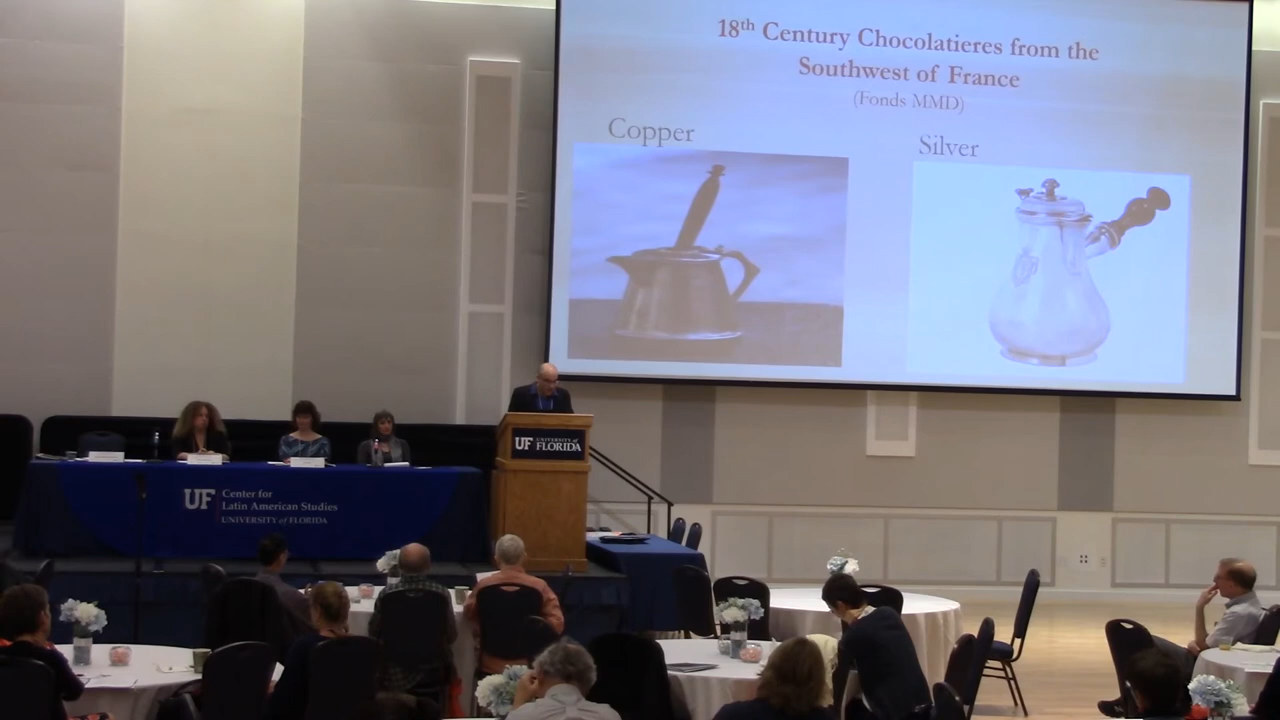 18th Century Chocolatieres from the
Southwest of France
(Fonds MMD)
Copper
Silver
UF UNIVERSITY of
FLORIDA
UF Center for
Latin American Studies
UNIVERSITY of FLORIDA